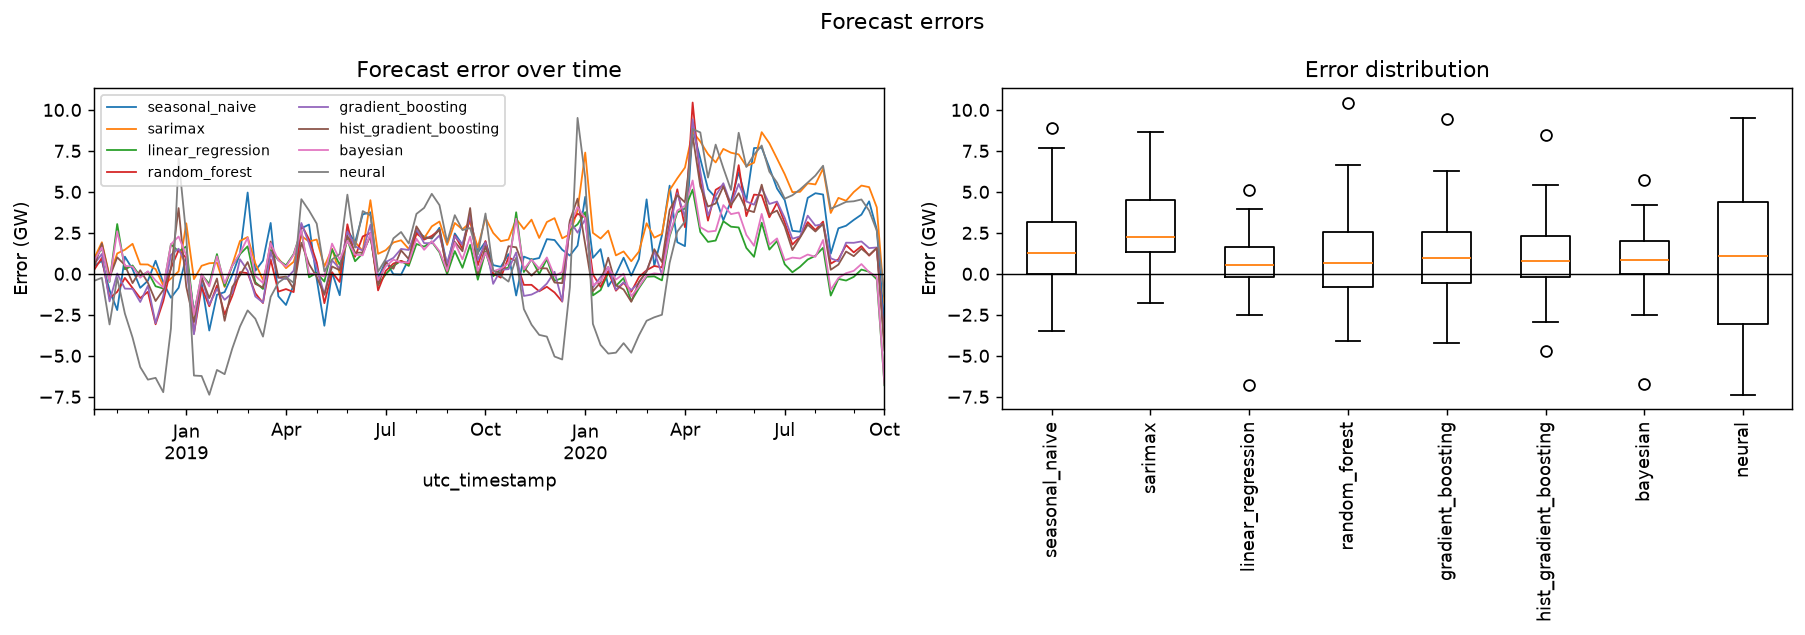 Forecast errors
Forecast error over time
Error (GW)
10.0
7.5
5.0
2.5
0.0
−2.5
−5.0
−7.5
seasonal_naive
sarimax
linear_regression
random_forest
gradient_boosting
hist_gradient_boosting
bayesian
neural
Jan
2019
Apr
Jul
Oct
Jan
2020
Apr
Jul
Oct
utc_timestamp
Error distribution
Error (GW)
10.0
7.5
5.0
2.5
0.0
−2.5
−5.0
−7.5
seasonal_naive
sarimax
linear_regression
random_forest
gradient_boosting
hist_gradient_boosting
bayesian
neural